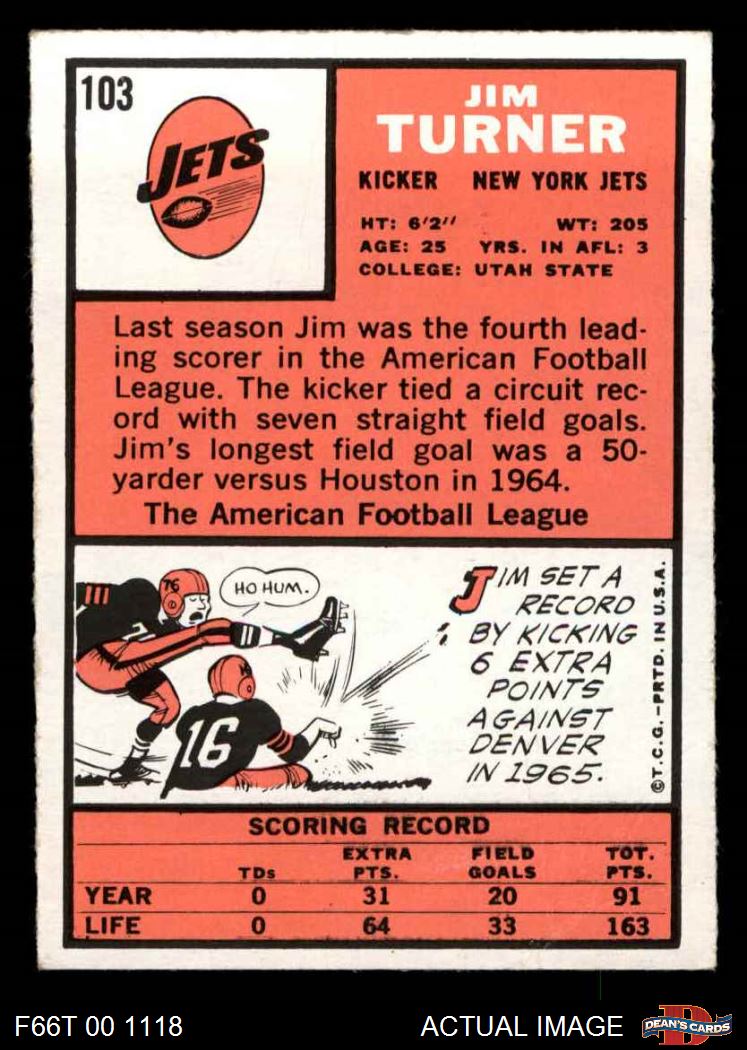 103
JETS
JIM
TURNER
KICKER NEW YORK JETS
HT: 6'2" WT: 205
AGE: 25 YRS. IN AFL: 3
COLLEGE: UTAH STATE
Last season Jim was the fourth lead-
ing scorer in the American Football
League. The kicker tied a circuit rec-
ord with seven straight field goals.
Jim's longest field goal was a 50-
yarder versus Houston in 1964.
The American Football League
76
HO HUM.
16
JIM SET A
RECORD
BY KICKING
6 EXTRA
POINTS
AGAINST
DENVER
IN 1965.
©T.C.G.—PRTD. IN U.S.A.
SCORING RECORD
TDs EXTRA PTS. FIELD GOALS TOT. PTS.
YEAR 0 31 20 91
LIFE 0 64 33 163
F66T 00 1118 ACTUAL IMAGE
D
DEAN'S CARDS